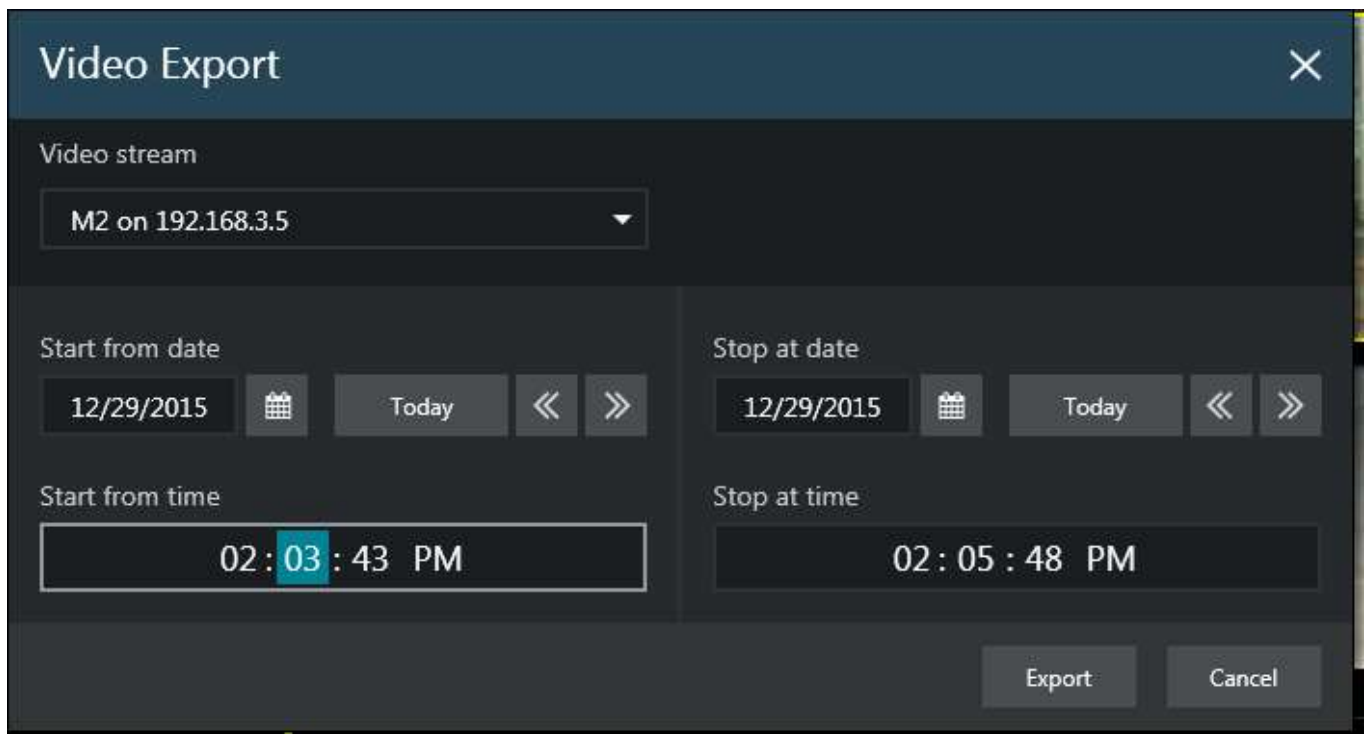 Video Export
Video stream
M2 on 192.168.3.5
Start from date
12/29/2015 Today
Start from time
02 : 03 : 43 PM
Stop at date
12/29/2015 Today
Stop at time
02 : 05 : 48 PM
Export Cancel